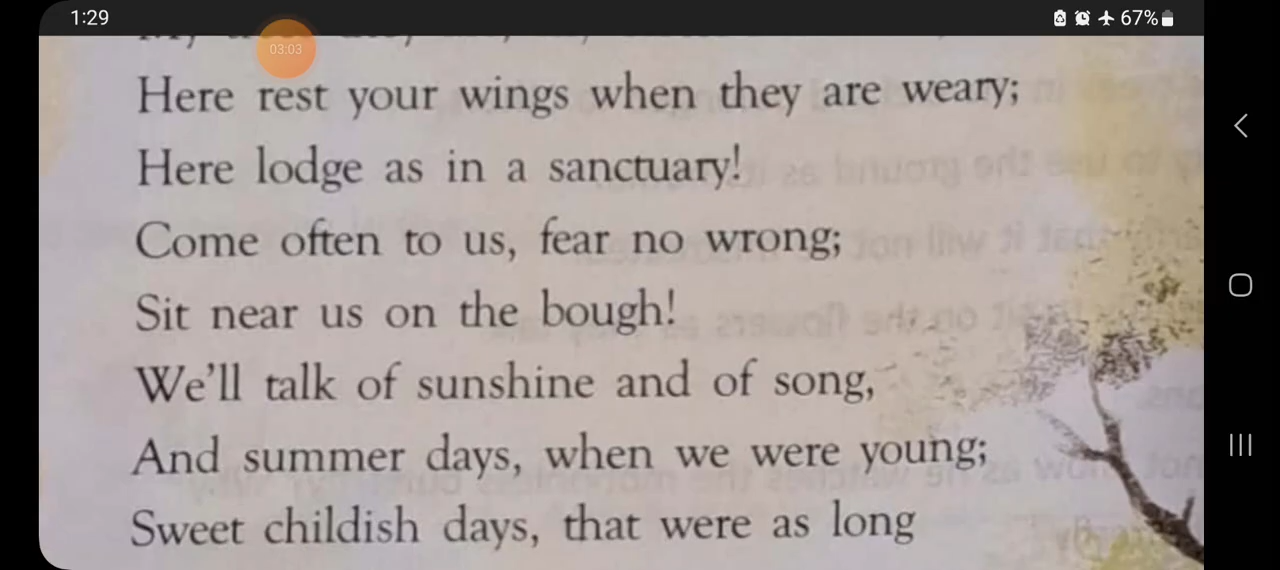 1:29
67%
03:03
Here rest your wings when they are weary;
Here lodge as in a sanctuary!
Come often to us, fear no wrong;
Sit near us on the bough!
We'll talk of sunshine and of song,
And summer days, when we were young;
Sweet childish days, that were as long